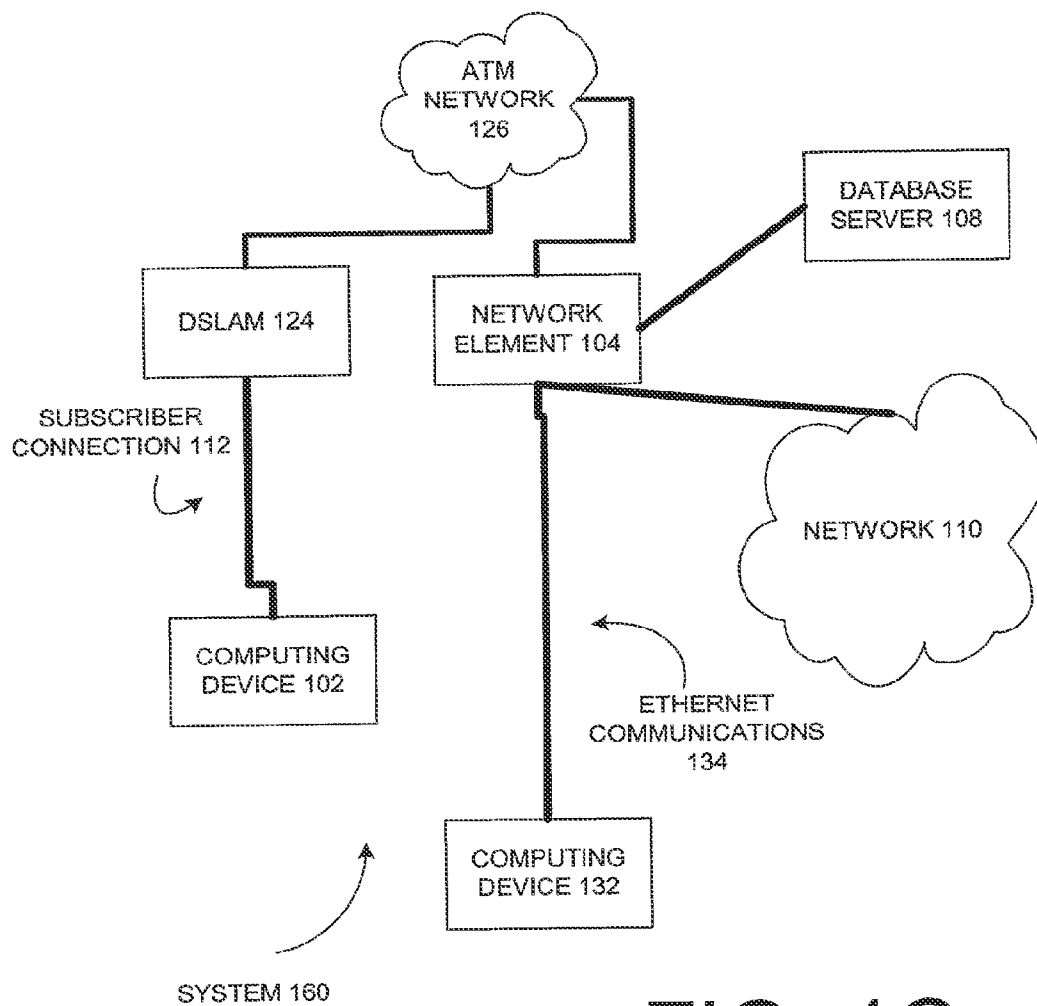 ATM
NETWORK
126
DATABASE
SERVER 108
DSLAM 124
NETWORK
ELEMENT 104
SUBSCRIBER
CONNECTION 112
NETWORK 110
COMPUTING
DEVICE 102
ETHERNET
COMMUNICATIONS
134
COMPUTING
DEVICE 132
SYSTEM 160